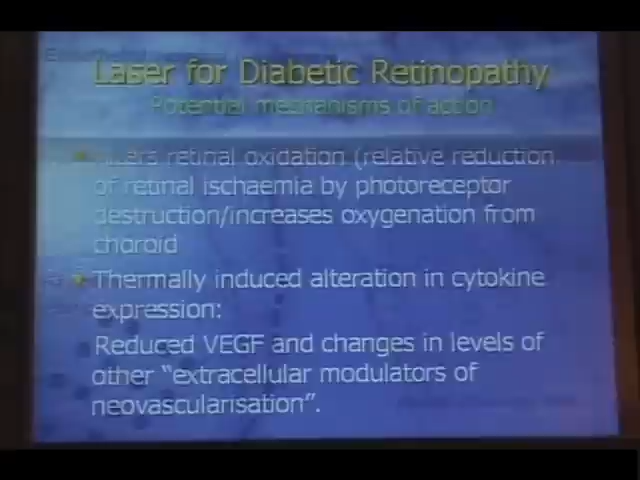 Laser for Diabetic Retinopathy
Potential mechanisms of action
Alters retinal oxidation (relative reduction
of retinal ischaemia by photoreceptor
destruction/increases oxygenation from
choroid
Thermally induced alteration in cytokine
expression:
Reduced VEGF and changes in levels of
other “extracellular modulators of
neovascularisation”.